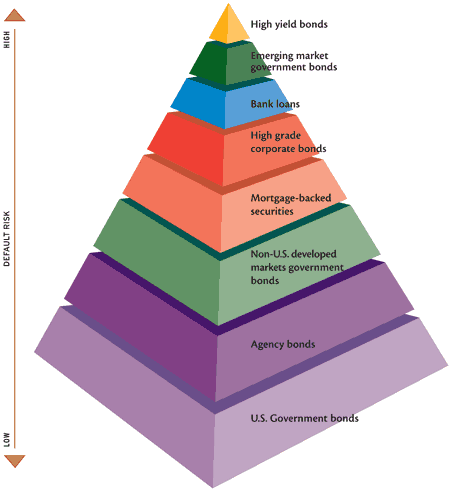 HIGH
DEFAULT RISK
LOW
High yield bonds
Emerging market
government bonds
Bank loans
High grade
corporate bonds
Mortgage-backed
securities
Non-U.S. developed
markets government
bonds
Agency bonds
U.S. Government bonds